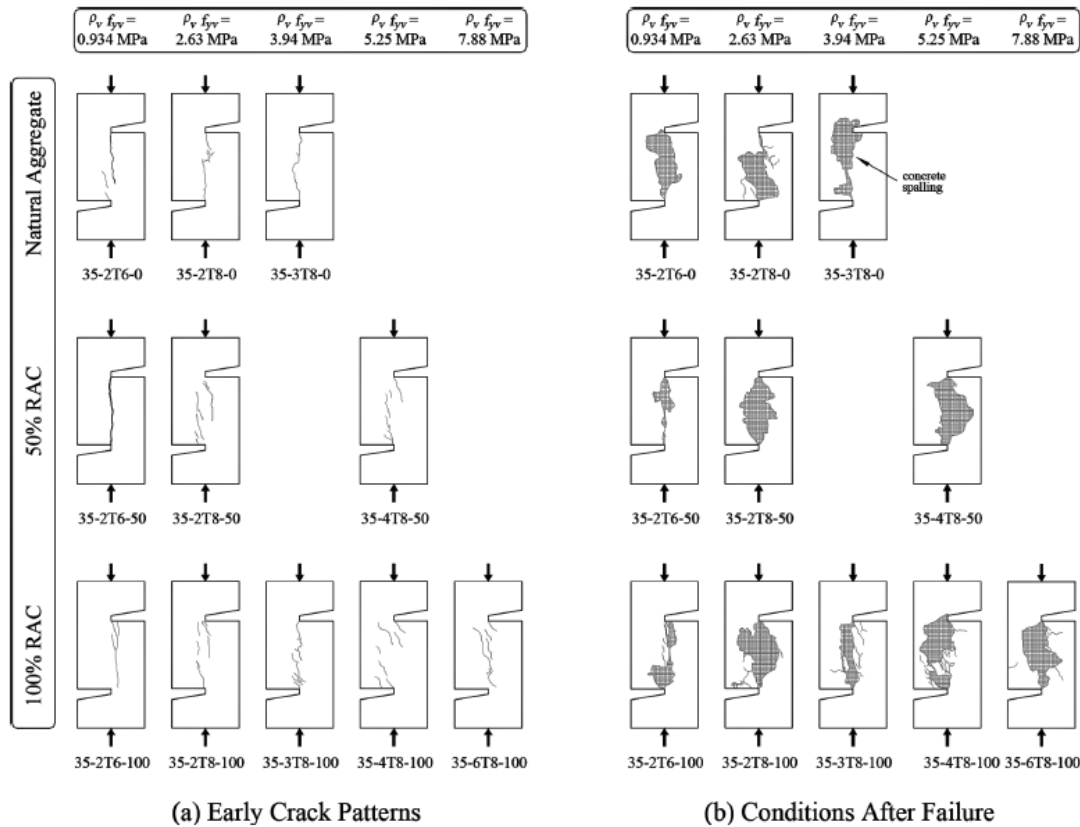 ρv fyv =
0.934 MPa
ρv fyv =
2.63 MPa
ρv fyv =
3.94 MPa
ρv fyv =
5.25 MPa
ρv fyv =
7.88 MPa
ρv fyv =
0.934 MPa
ρv fyv =
2.63 MPa
ρv fyv =
3.94 MPa
ρv fyv =
5.25 MPa
ρv fyv =
7.88 MPa
Natural Aggregate
concrete
spalling
35-2T6-0
35-2T8-0
35-3T8-0
35-2T6-0
35-2T8-0
35-3T8-0
50% RAC
35-2T6-50
35-2T8-50
35-4T8-50
35-2T6-50
35-2T8-50
35-4T8-50
100% RAC
35-2T6-100
35-2T8-100
35-3T8-100
35-4T8-100
35-6T8-100
35-2T6-100
35-2T8-100
35-3T8-100
35-4T8-100
35-6T8-100
(a) Early Crack Patterns
(b) Conditions After Failure